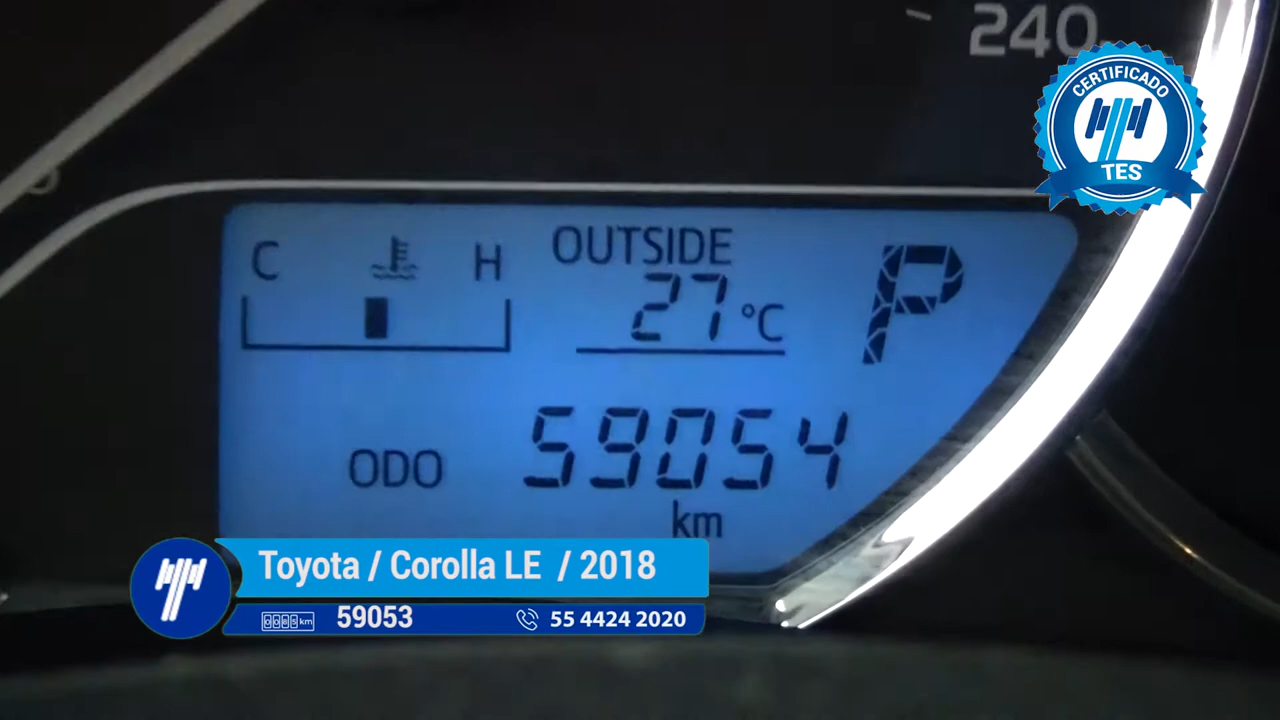 240
CERTIFICADO
TES
C H
OUTSIDE
27 °C
P
ODO 59054
km
Toyota / Corolla LE / 2018
59053 55 4424 2020